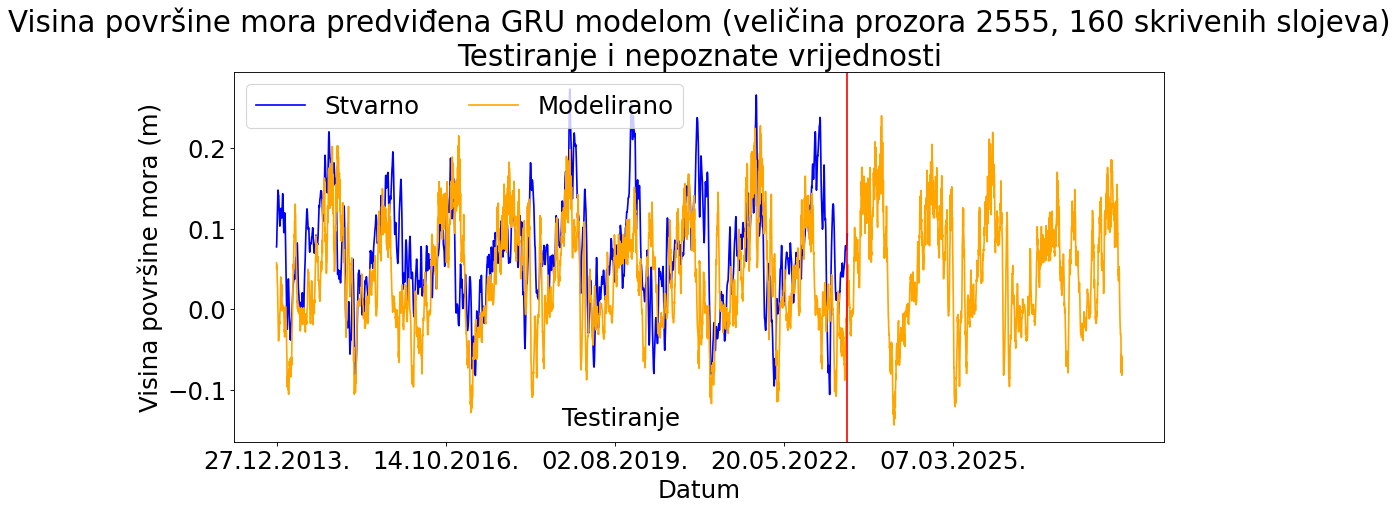 Visina površine mora predviđena GRU modelom (veličina prozora 2555, 160 skrivenih slojeva)
Testiranje i nepoznate vrijednosti
Stvarno
Modelirano
Visina površine mora (m)
0.2
0.1
0.0
−0.1
Testiranje
27.12.2013.
14.10.2016.
02.08.2019.
20.05.2022.
07.03.2025.
Datum